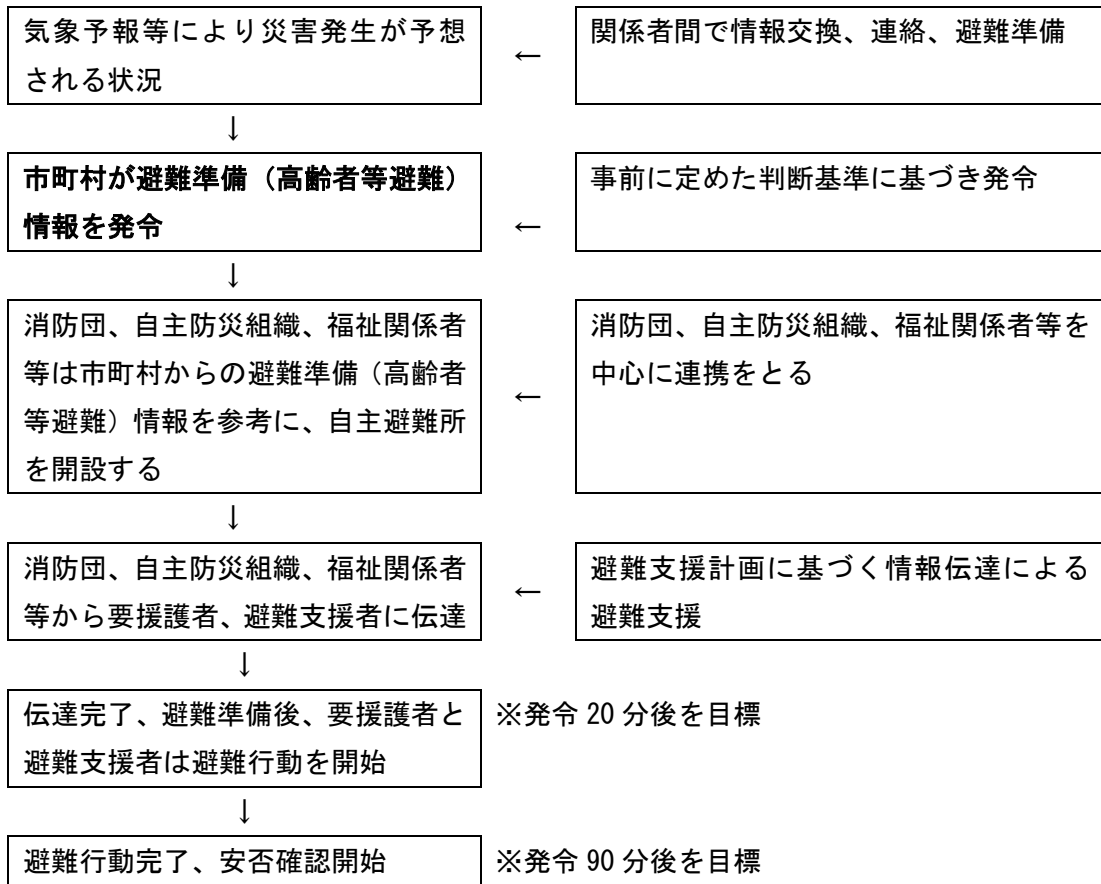 気象予報等により災害発生が予想
される状況
←
関係者間で情報交換、連絡、避難準備
↓
市町村が避難準備（高齢者等避難）
情報を発令
←
事前に定めた判断基準に基づき発令
↓
消防団、自主防災組織、福祉関係者
等は市町村からの避難準備（高齢者
等避難）情報を参考に、自主避難所
を開設する
←
消防団、自主防災組織、福祉関係者等を
中心に連携をとる
↓
消防団、自主防災組織、福祉関係者
等から要援護者、避難支援者に伝達
←
避難支援計画に基づく情報伝達による
避難支援
↓
伝達完了、避難準備後、要援護者と
避難支援者は避難行動を開始
※発令 20 分後を目標
↓
避難行動完了、安否確認開始
※発令 90 分後を目標